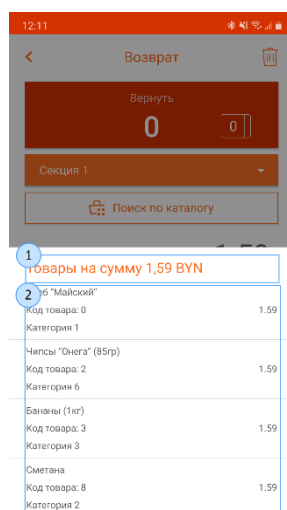 12:11
Возврат
Вернуть
0
0
Секция 1
Поиск по каталогу
1
Товары на сумму 1,59 BYN
2
"Майский"
Код товара: 0 1.59
Категория 1
Чипсы "Онега" (85гр)
Код товара: 2 1.59
Категория 6
Бананы (1кг)
Код товара: 3 1.59
Категория 3
Сметана
Код товара: 8 1.59
Категория 2